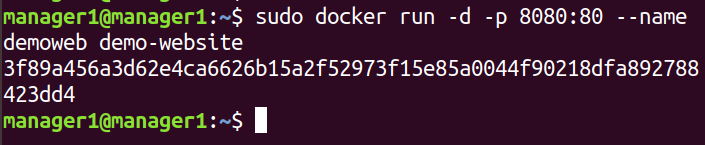 manager1@manager1:~$ sudo docker run -d -p 8080:80 --name
demoweb demo-website
3f89a456a3d62e4ca6626b15a2f52973f15e85a0044f90218dfa892788
423dd4
manager1@manager1:~$